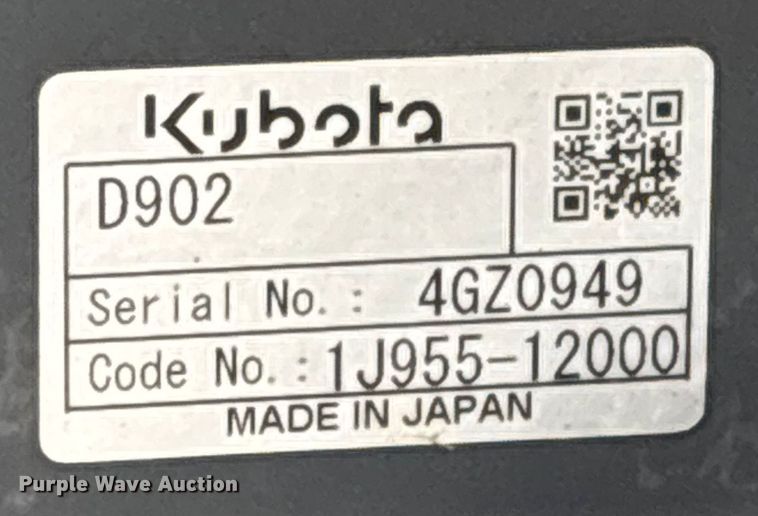 Kubota
D902
Serial No. : 4GZ0949
Code No. : 1J955-12000
MADE IN JAPAN
Purple Wave Auction